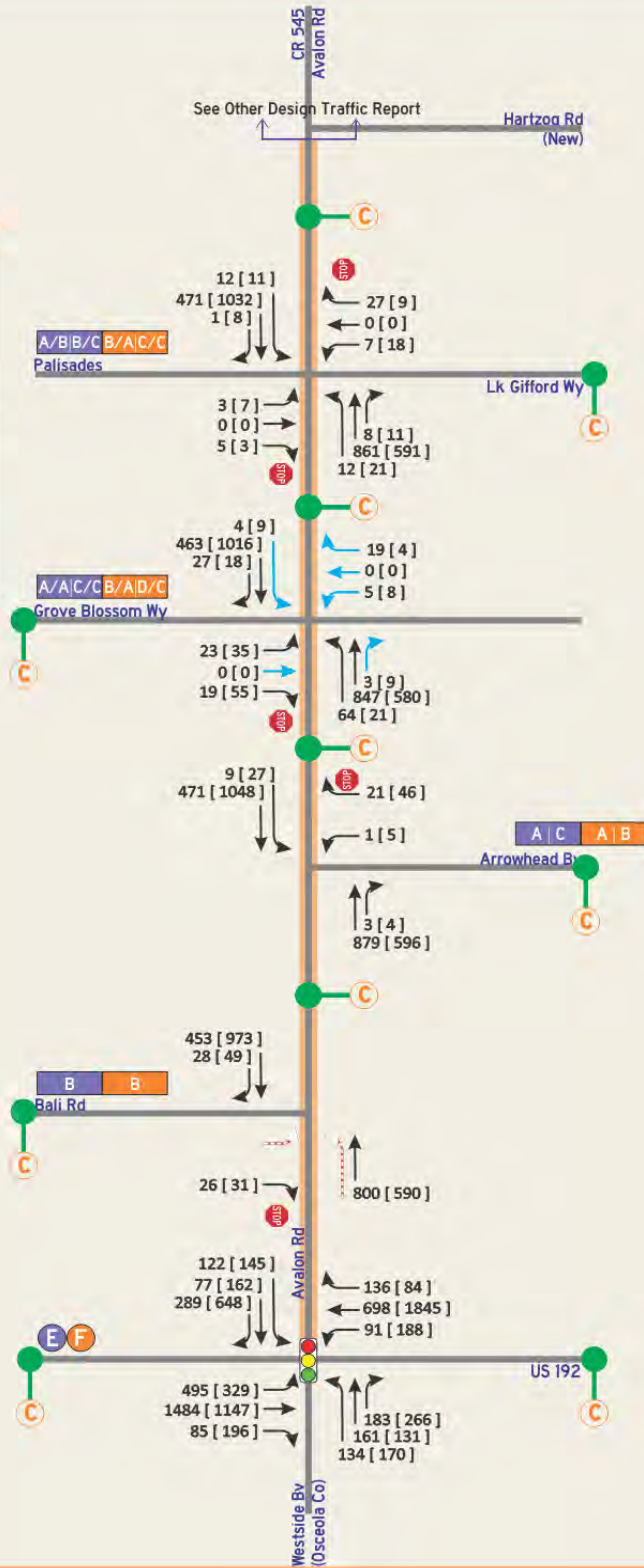 CR 545
Avalon Rd
See Other Design Traffic Report
Hartzog Rd
(New)
C
STOP
12 [ 11 ]
471 [ 1032 ]
1 [ 8 ]
27 [ 9 ]
0 [ 0 ]
7 [ 18 ]
A/B|B/C B/A|C/C
Palisades
Lk Gifford Wy
C
3 [ 7 ]
0 [ 0 ]
5 [ 3 ]
STOP
8 [ 11 ]
861 [ 591 ]
12 [ 21 ]
C
4 [ 9 ]
463 [ 1016 ]
27 [ 18 ]
19 [ 4 ]
0 [ 0 ]
5 [ 8 ]
A/A|C/C B/A|D/C
Grove Blossom Wy
C
23 [ 35 ]
0 [ 0 ]
19 [ 55 ]
STOP
3 [ 9 ]
847 [ 580 ]
64 [ 21 ]
C
STOP
9 [ 27 ]
471 [ 1048 ]
21 [ 46 ]
1 [ 5 ]
A | C A | B
Arrowhead Bv
C
3 [ 4 ]
879 [ 596 ]
C
453 [ 973 ]
28 [ 49 ]
B B
Bali Rd
C
26 [ 31 ]
STOP
800 [ 590 ]
Avalon Rd
122 [ 145 ]
77 [ 162 ]
289 [ 648 ]
136 [ 84 ]
698 [ 1845 ]
91 [ 188 ]
E F
US 192
C
C
495 [ 329 ]
1484 [ 1147 ]
85 [ 196 ]
183 [ 266 ]
161 [ 131 ]
134 [ 170 ]
Westside Bv
(Osceola Co)